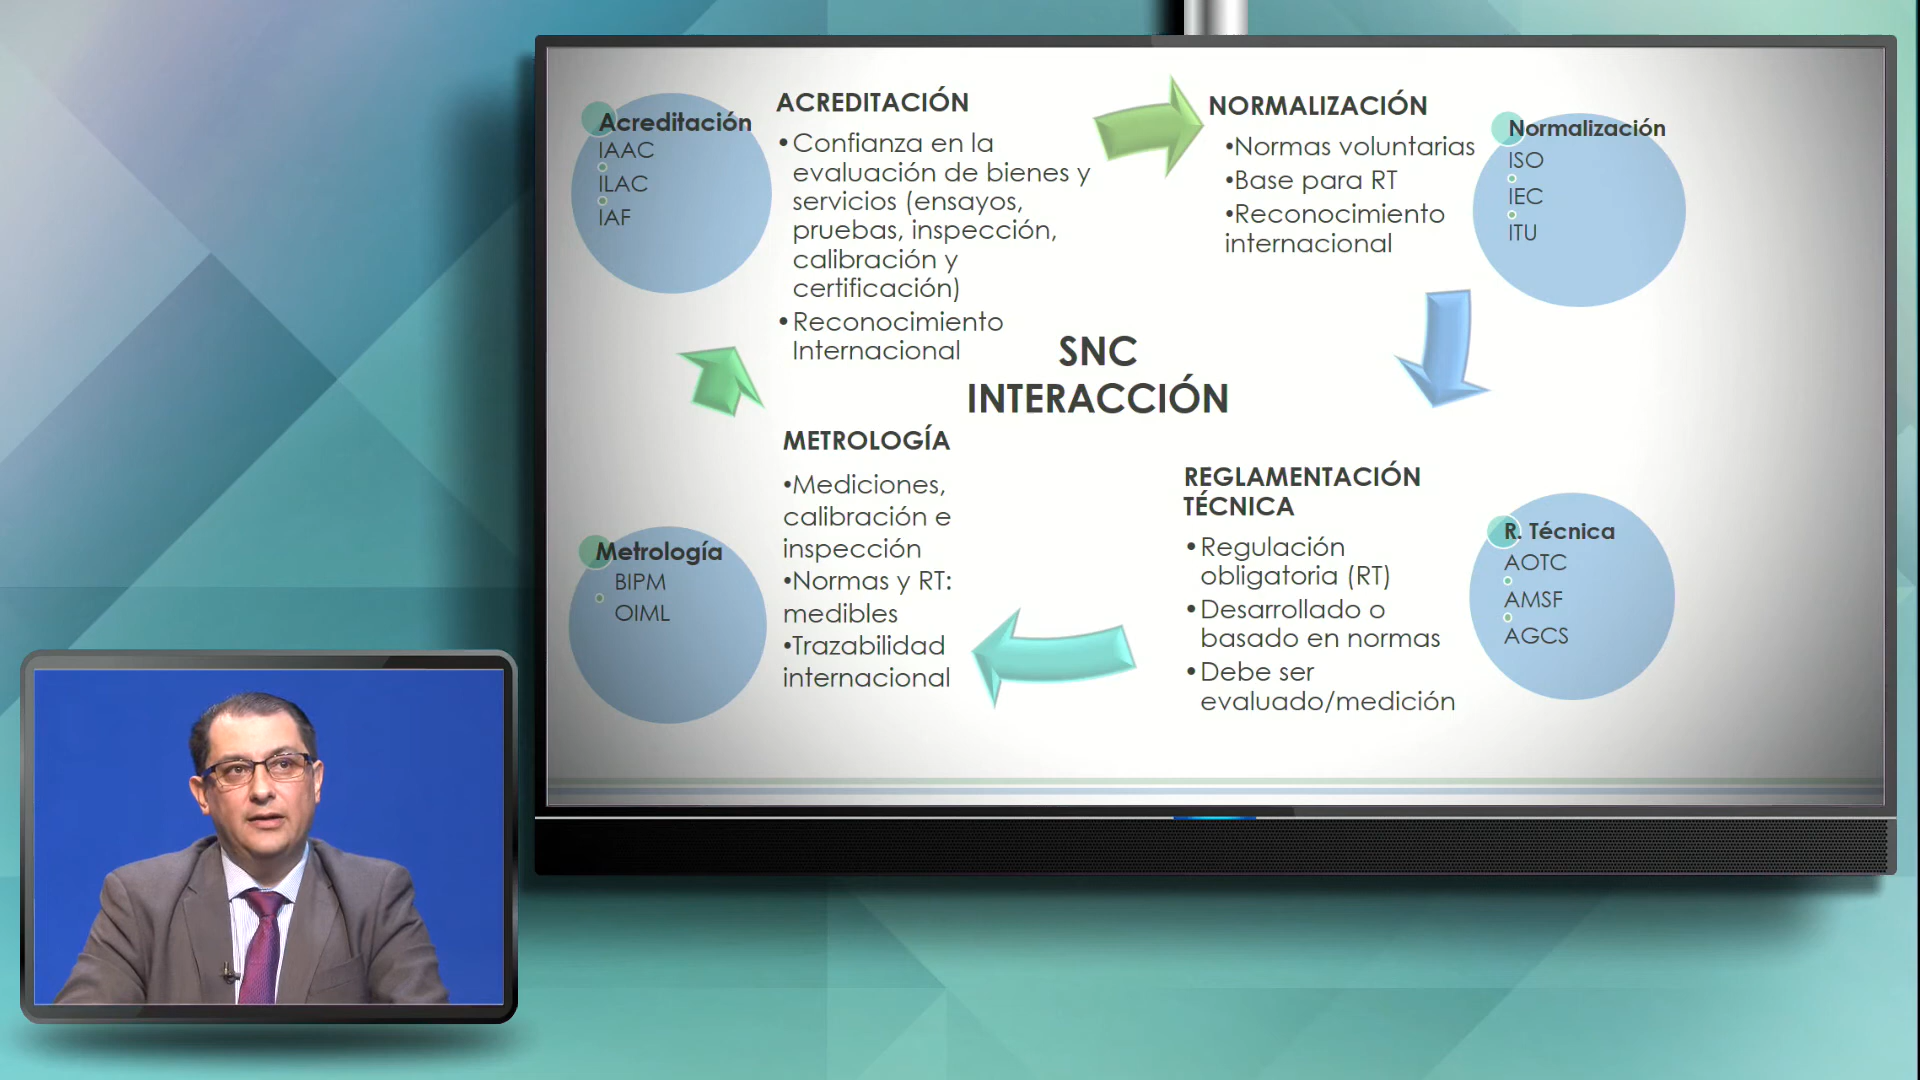 Acreditación
IAAC
ILAC
IAF
ACREDITACIÓN
•Confianza en la
evaluación de bienes y
servicios (ensayos,
pruebas, inspección,
calibración y
certificación)
•Reconocimiento
Internacional
NORMALIZACIÓN
•Normas voluntarias
•Base para RT
•Reconocimiento
internacional
Normalización
ISO
IEC
ITU
SNC
INTERACCIÓN
Metrología
BIPM
OIML
METROLOGÍA
•Mediciones,
calibración e
inspección
•Normas y RT:
medibles
•Trazabilidad
internacional
REGLAMENTACIÓN
TÉCNICA
•Regulación
obligatoria (RT)
•Desarrollado o
basado en normas
•Debe ser
evaluado/medición
R. Técnica
AOTC
AMSF
AGCS